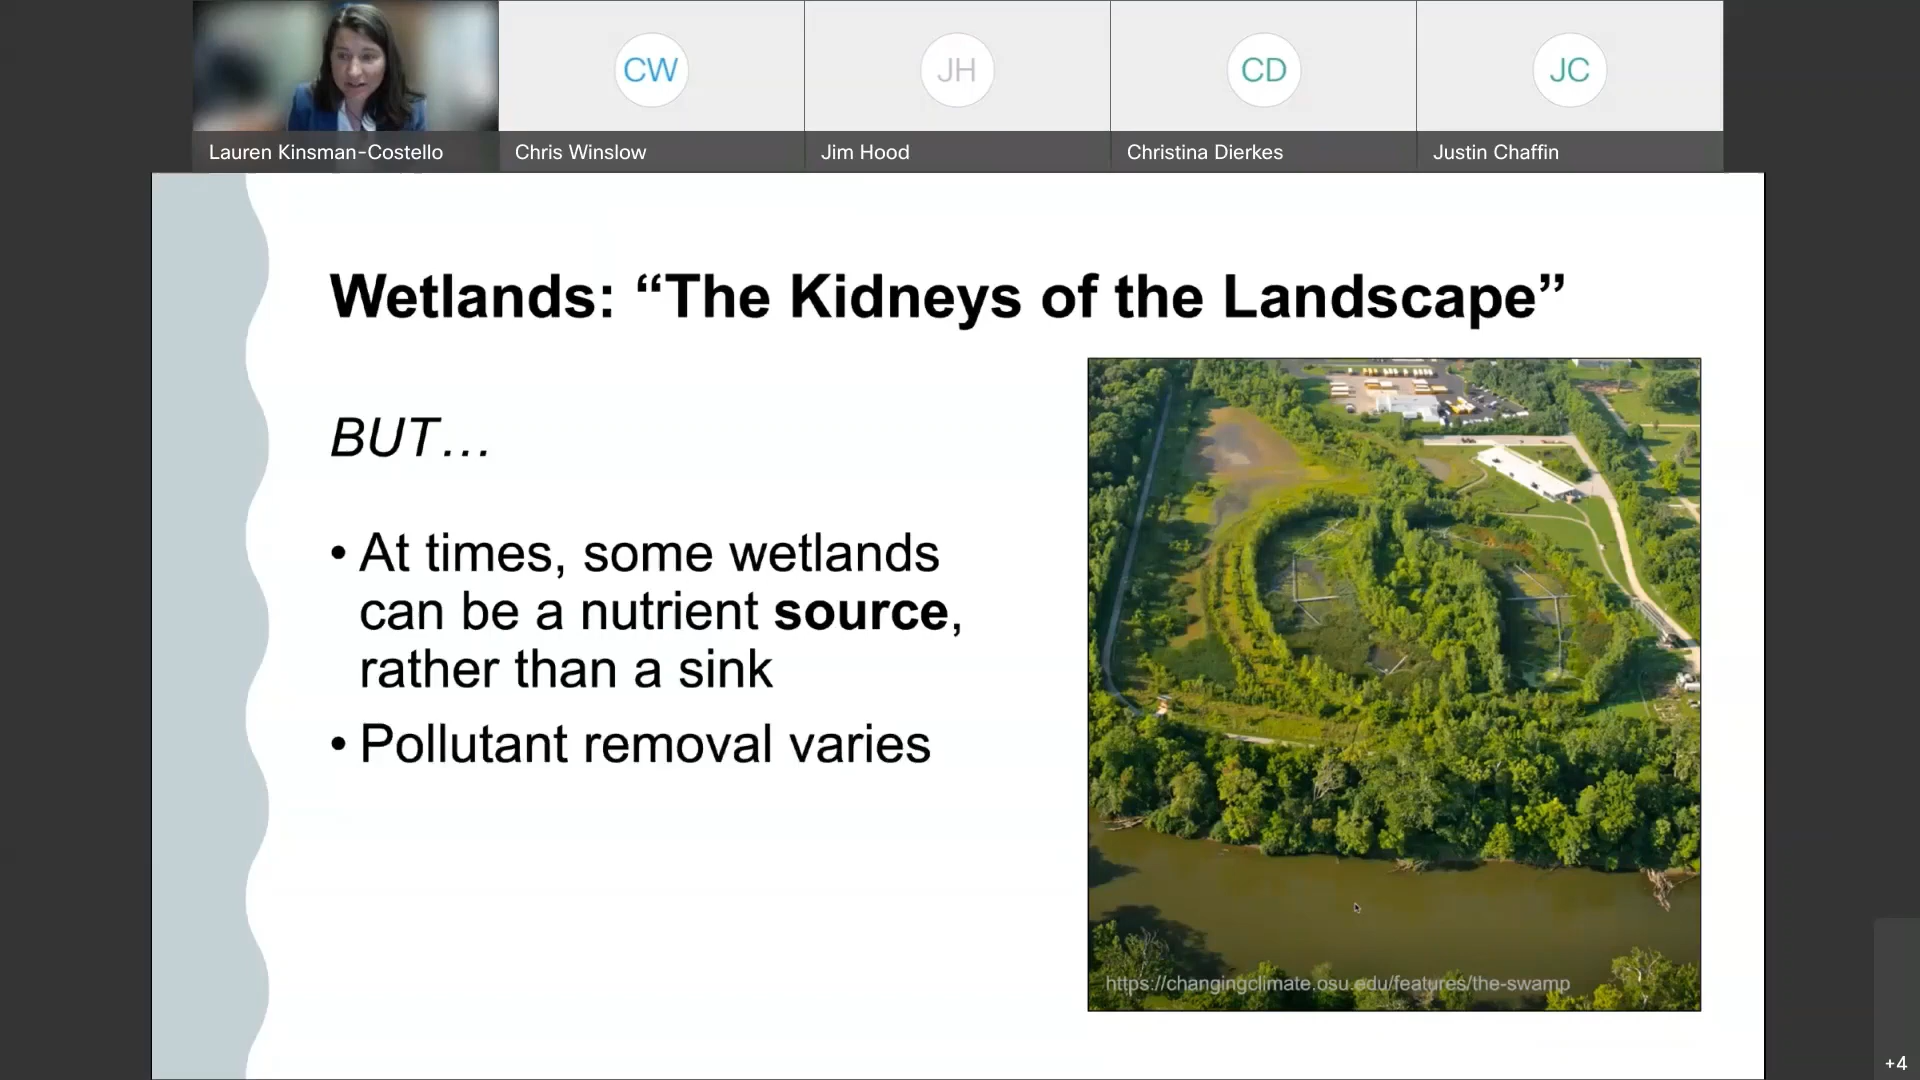 CW
JH
CD
JC
Lauren Kinsman-Costello
Chris Winslow
Jim Hood
Christina Dierkes
Justin Chaffin
Wetlands: “The Kidneys of the Landscape”
BUT…
• At times, some wetlands
can be a nutrient source,
rather than a sink
• Pollutant removal varies
https://changingclimate.osu.edu/features/the-swamp
+4